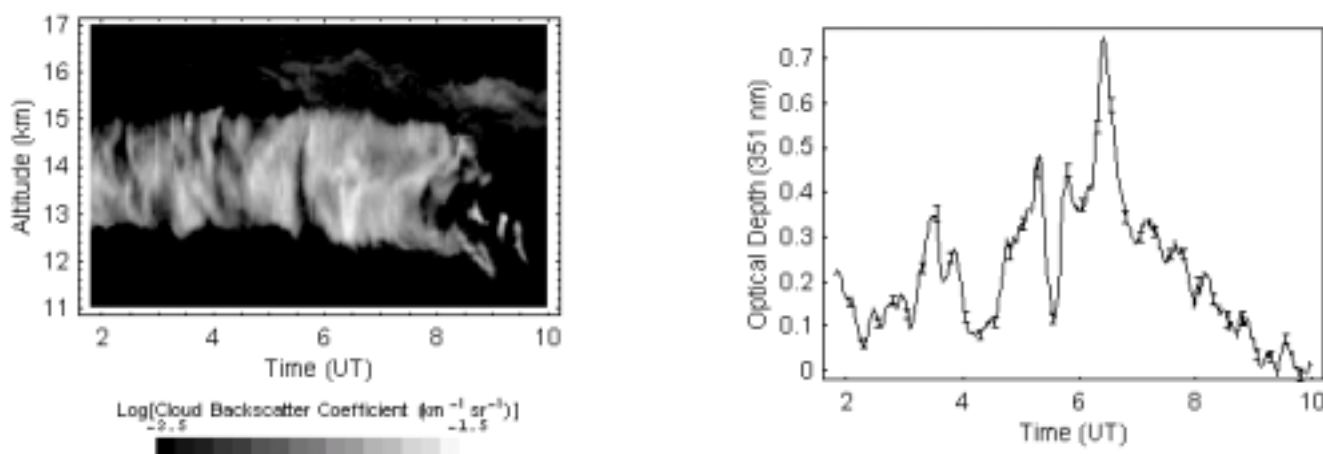 17
16
15
14
13
12
11
Altitude (km)
2 4 6 8 10
Time (UT)
Log[Cloud Backscatter Coefficient (km⁻¹ sr⁻¹)]
-1.5
0.7
0.6
0.5
0.4
0.3
0.2
0.1
0
Optical Depth (351 nm)
2 4 6 8 10
Time (UT)